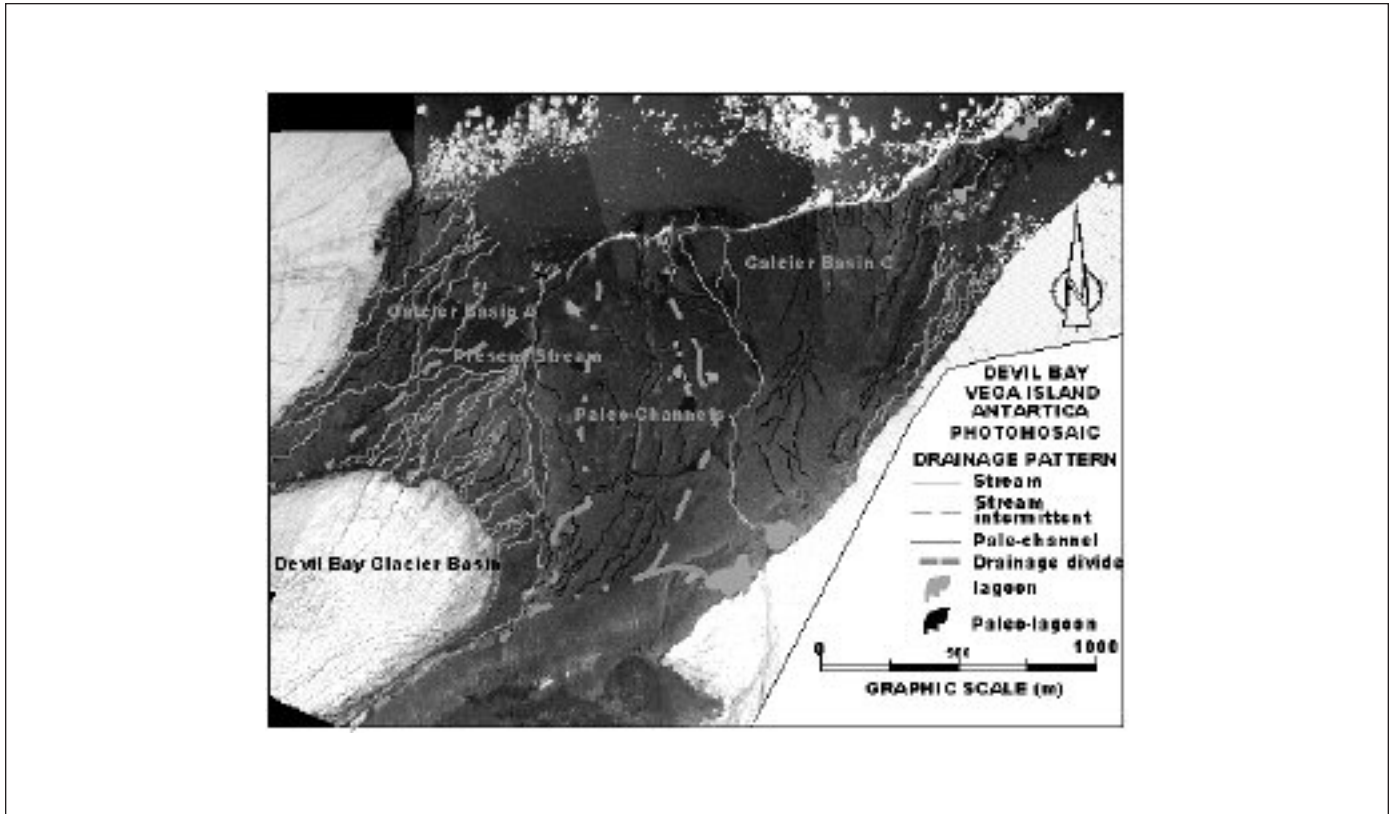 Galcier Basin C
Galcier Basin
Present Stream
Paleo-Channels
Devil Bay Glacier Basin
N
DEVIL BAY
VEGA ISLAND
ANTARTICA
PHOTOMOSAIC
DRAINAGE PATTERN
Stream
Stream
intermittent
Pale-channel
Drainage divide
lagoon
Paleo-lagoon
0
500
1000
GRAPHIC SCALE (m)